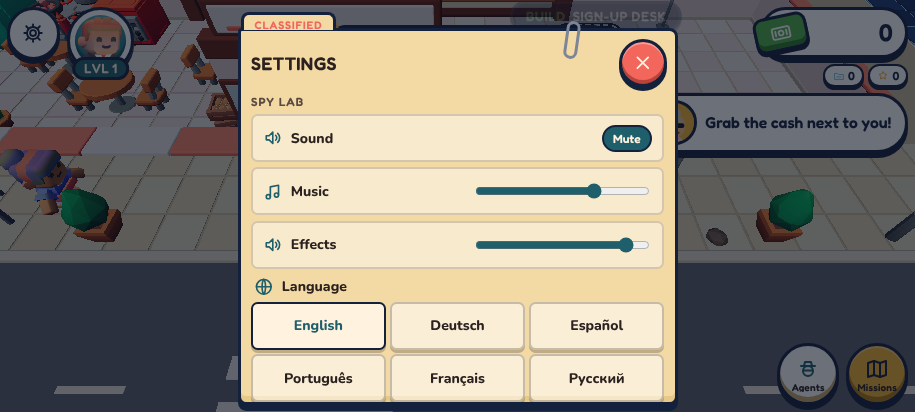 CLASSIFIED
BUILD SIGN-UP DESK
0
LVL 1
0
0
SETTINGS
SPY LAB
Sound
Mute
Grab the cash next to you!
Music
Effects
Language
English
Deutsch
Español
Português
Français
Русский
Agents
Missions